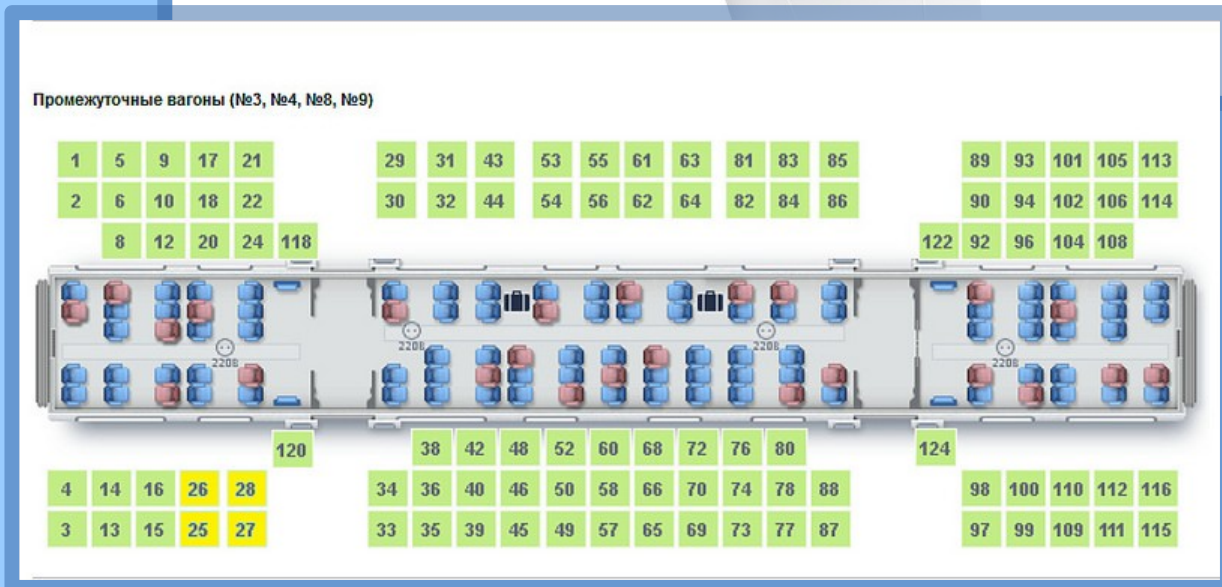 Промежуточные вагоны (№3, №4, №8, №9)
1 5 9 17 21 29 31 43 53 55 61 63 81 83 85 89 93 101 105 113
2 6 10 18 22 30 32 44 54 56 62 64 82 84 86 90 94 102 106 114
8 12 20 24 118 122 92 96 104 108
220В 220В
220В 220В
120 38 42 48 52 60 68 72 76 80 124
4 14 16 26 28 34 36 40 46 50 58 66 70 74 78 88 98 100 110 112 116
3 13 15 25 27 33 35 39 45 49 57 65 69 73 77 87 97 99 109 111 115